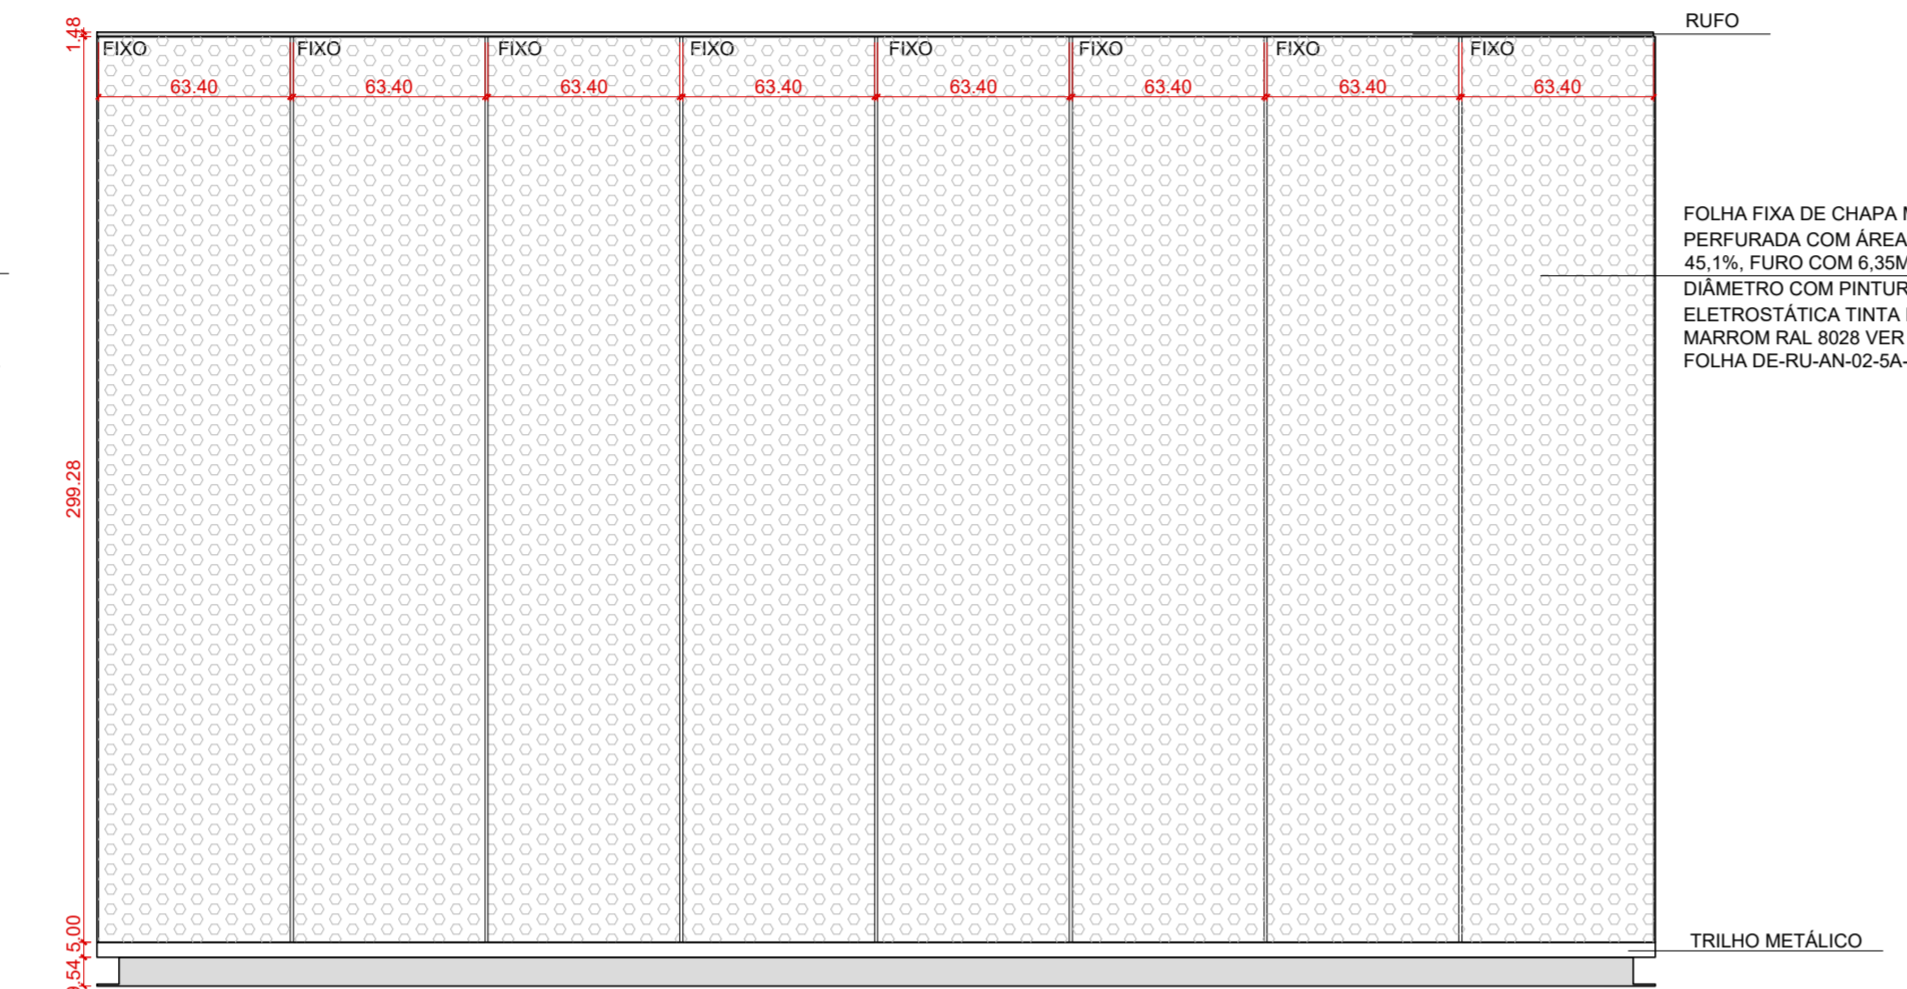 RUFO
1.48
FIXO FIXO FIXO FIXO FIXO FIXO FIXO FIXO
63.40 63.40 63.40 63.40 63.40 63.40 63.40 63.40
FOLHA FIXA DE CHAPA
PERFURADA COM ÁREA
45,1%, FURO COM 6,35M
DIÂMETRO COM PINTUR
ELETROSTÁTICA TINTA
MARROM RAL 8028 VER
FOLHA DE-RU-AN-02-5A-
299.28
5.00
TRILHO METÁLICO
.54